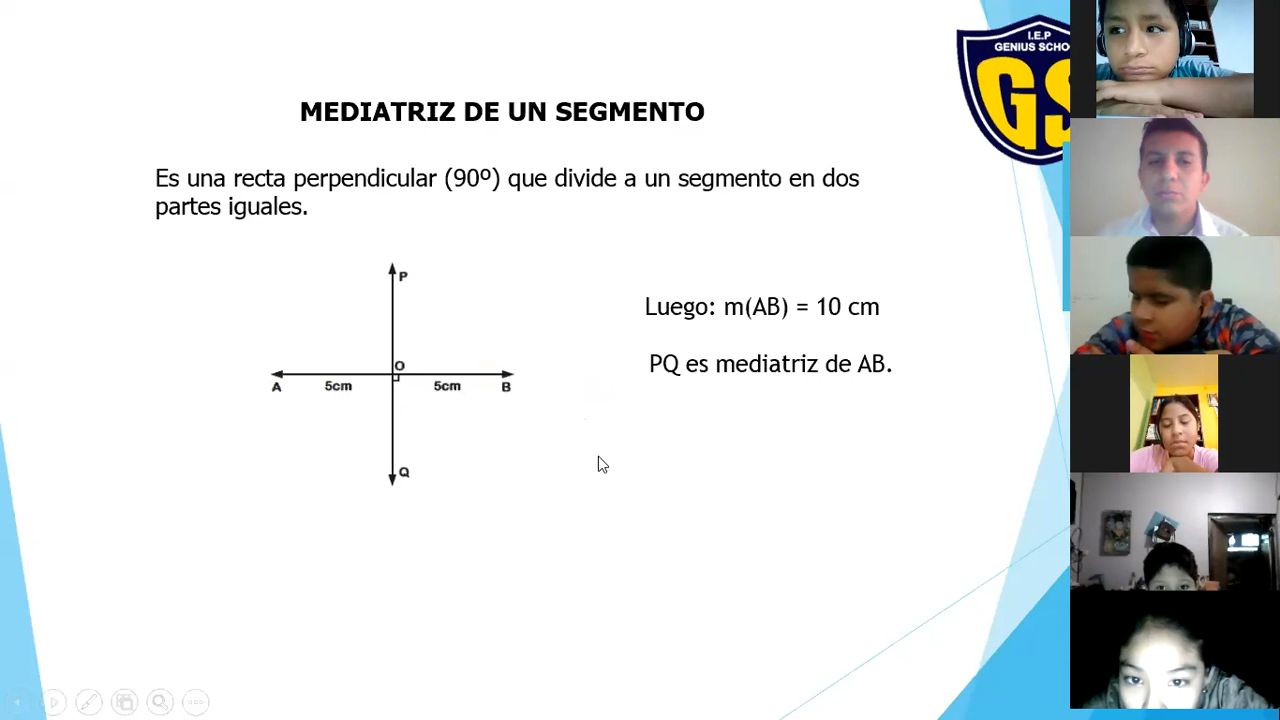 I.E.P
GENIUS SCHO
GS
MEDIATRIZ DE UN SEGMENTO
Es una recta perpendicular (90º) que divide a un segmento en dos
partes iguales.
P
Luego: m(AB) = 10 cm
O
PQ es mediatriz de AB.
A 5cm 5cm B
Q